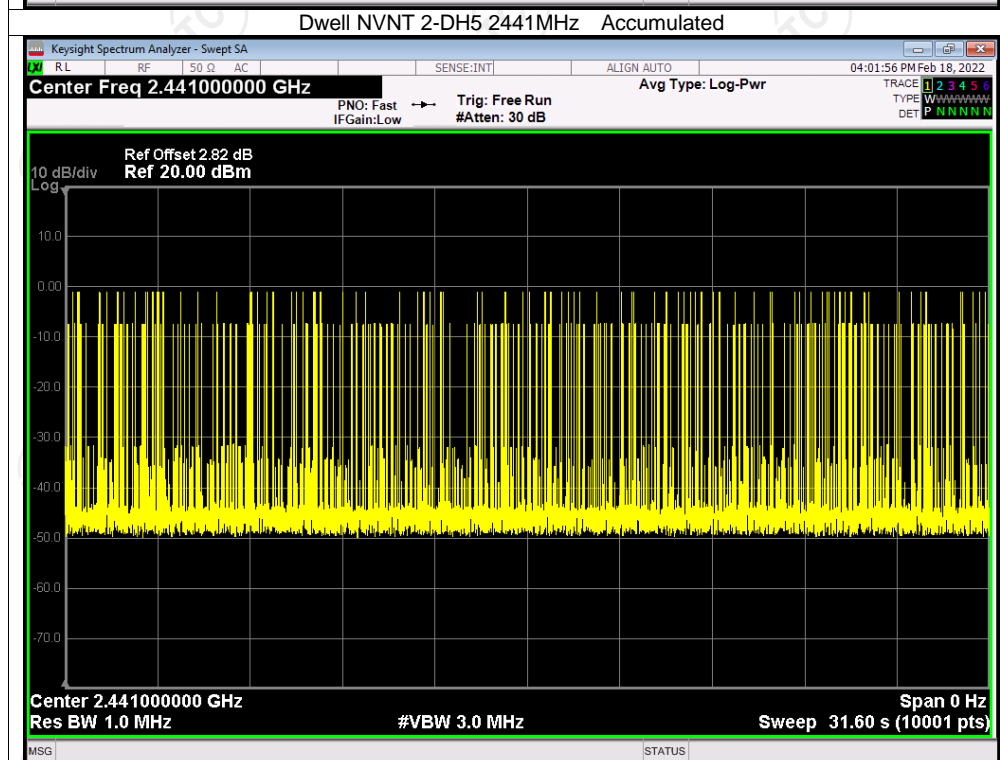 Dwell NVNT 2-DH5 2441MHz Accumulated
Keysight Spectrum Analyzer - Swept SA
LXI RL RF 50 Ω AC SENSE:INT ALIGN AUTO 04:01:56 PM Feb 18, 2022
Center Freq 2.441000000 GHz Avg Type: Log-Pwr TRACE 1 2 3 4 5 6
PNO: Fast Trig: Free Run TYPE WWWWWW
IFGain:Low #Atten: 30 dB DET P N N N N N
Ref Offset 2.82 dB
10 dB/div Ref 20.00 dBm
Log
10.0
0.00
-10.0
-20.0
-30.0
-40.0
-50.0
-60.0
-70.0
Center 2.441000000 GHz Span 0 Hz
Res BW 1.0 MHz #VBW 3.0 MHz Sweep 31.60 s (10001 pts)
MSG STATUS